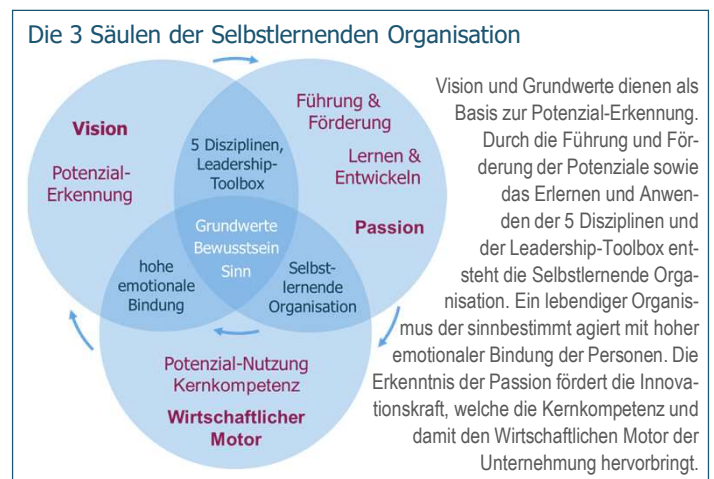 Die 3 Säulen der Selbstlernenden Organisation
Vision
Potenzial-
Erkennung
5 Disziplinen,
Leadership-
Toolbox
Führung &
Förderung
Lernen &
Entwickeln
Passion
Grundwerte
Bewusstsein
Sinn
hohe
emotionale
Bindung
Selbst-
lernende
Organisation
Potenzial-Nutzung
Kernkompetenz
Wirtschaftlicher
Motor
Vision und Grundwerte dienen als
Basis zur Potenzial-Erkennung.
Durch die Führung und För-
derung der Potenziale sowie
das Erlernen und Anwen-
den der 5 Disziplinen und
der Leadership-Toolbox ent-
steht die Selbstlernende Orga-
nisation. Ein lebendiger Organis-
mus der sinnbestimmt agiert mit hoher
emotionaler Bindung der Personen. Die
Erkenntnis der Passion fördert die Innova-
tionskraft, welche die Kernkompetenz und
damit den Wirtschaftlichen Motor der
Unternehmung hervorbringt.